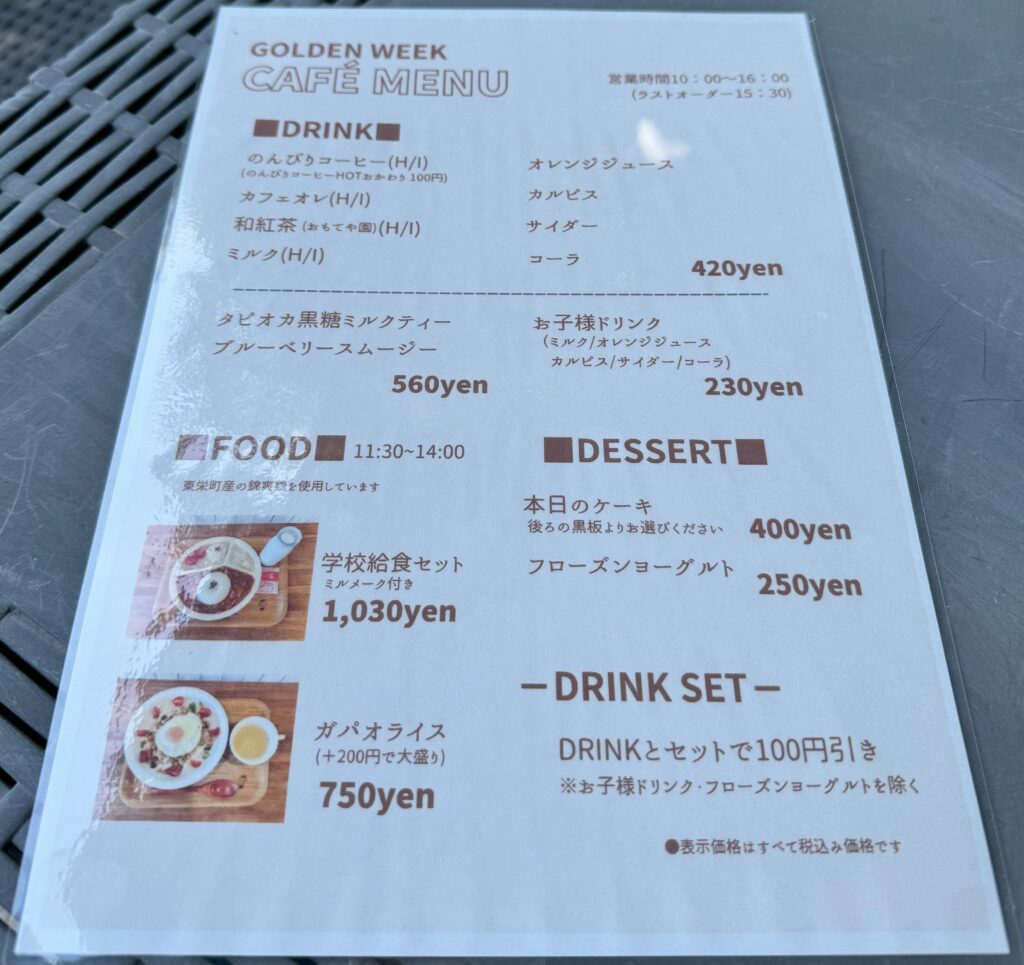 GOLDEN WEEK
CAFÉ MENU
営業時間10：00〜16：00
(ラストオーダー15：30)
■DRINK■
のんびりコーヒー(H/I)
(のんびりコーヒーHOTおかわり 100円)
カフェオレ(H/I)
和紅茶 (おもてや園)(H/I)
ミルク(H/I)
オレンジジュース
カルピス
サイダー
コーラ
420yen
タピオカ黒糖ミルクティー
ブルーベリースムージー
560yen
お子様ドリンク
(ミルク/オレンジジュース
カルピス/サイダー/コーラ)
230yen
■FOOD■ 11:30~14:00
東栄町産の錦爽鶏を使用しています
学校給食セット
ミルメーク付き
1,030yen
ガパオライス
(＋200円で大盛り)
750yen
■DESSERT■
本日のケーキ
後ろの黒板よりお選びください
400yen
フローズンヨーグルト
250yen
－DRINK SET－
DRINKとセットで100円引き
※お子様ドリンク・フローズンヨーグルトを除く
●表示価格はすべて税込み価格です